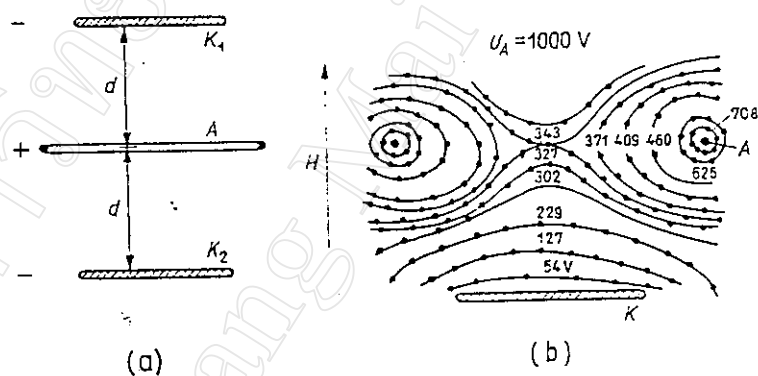 −
K₁
d
+
A
d
−
K₂
(a)
U_A = 1000 V
H
343
327
302
371 409 460
708
A
625
229
127
54V
K
(b)